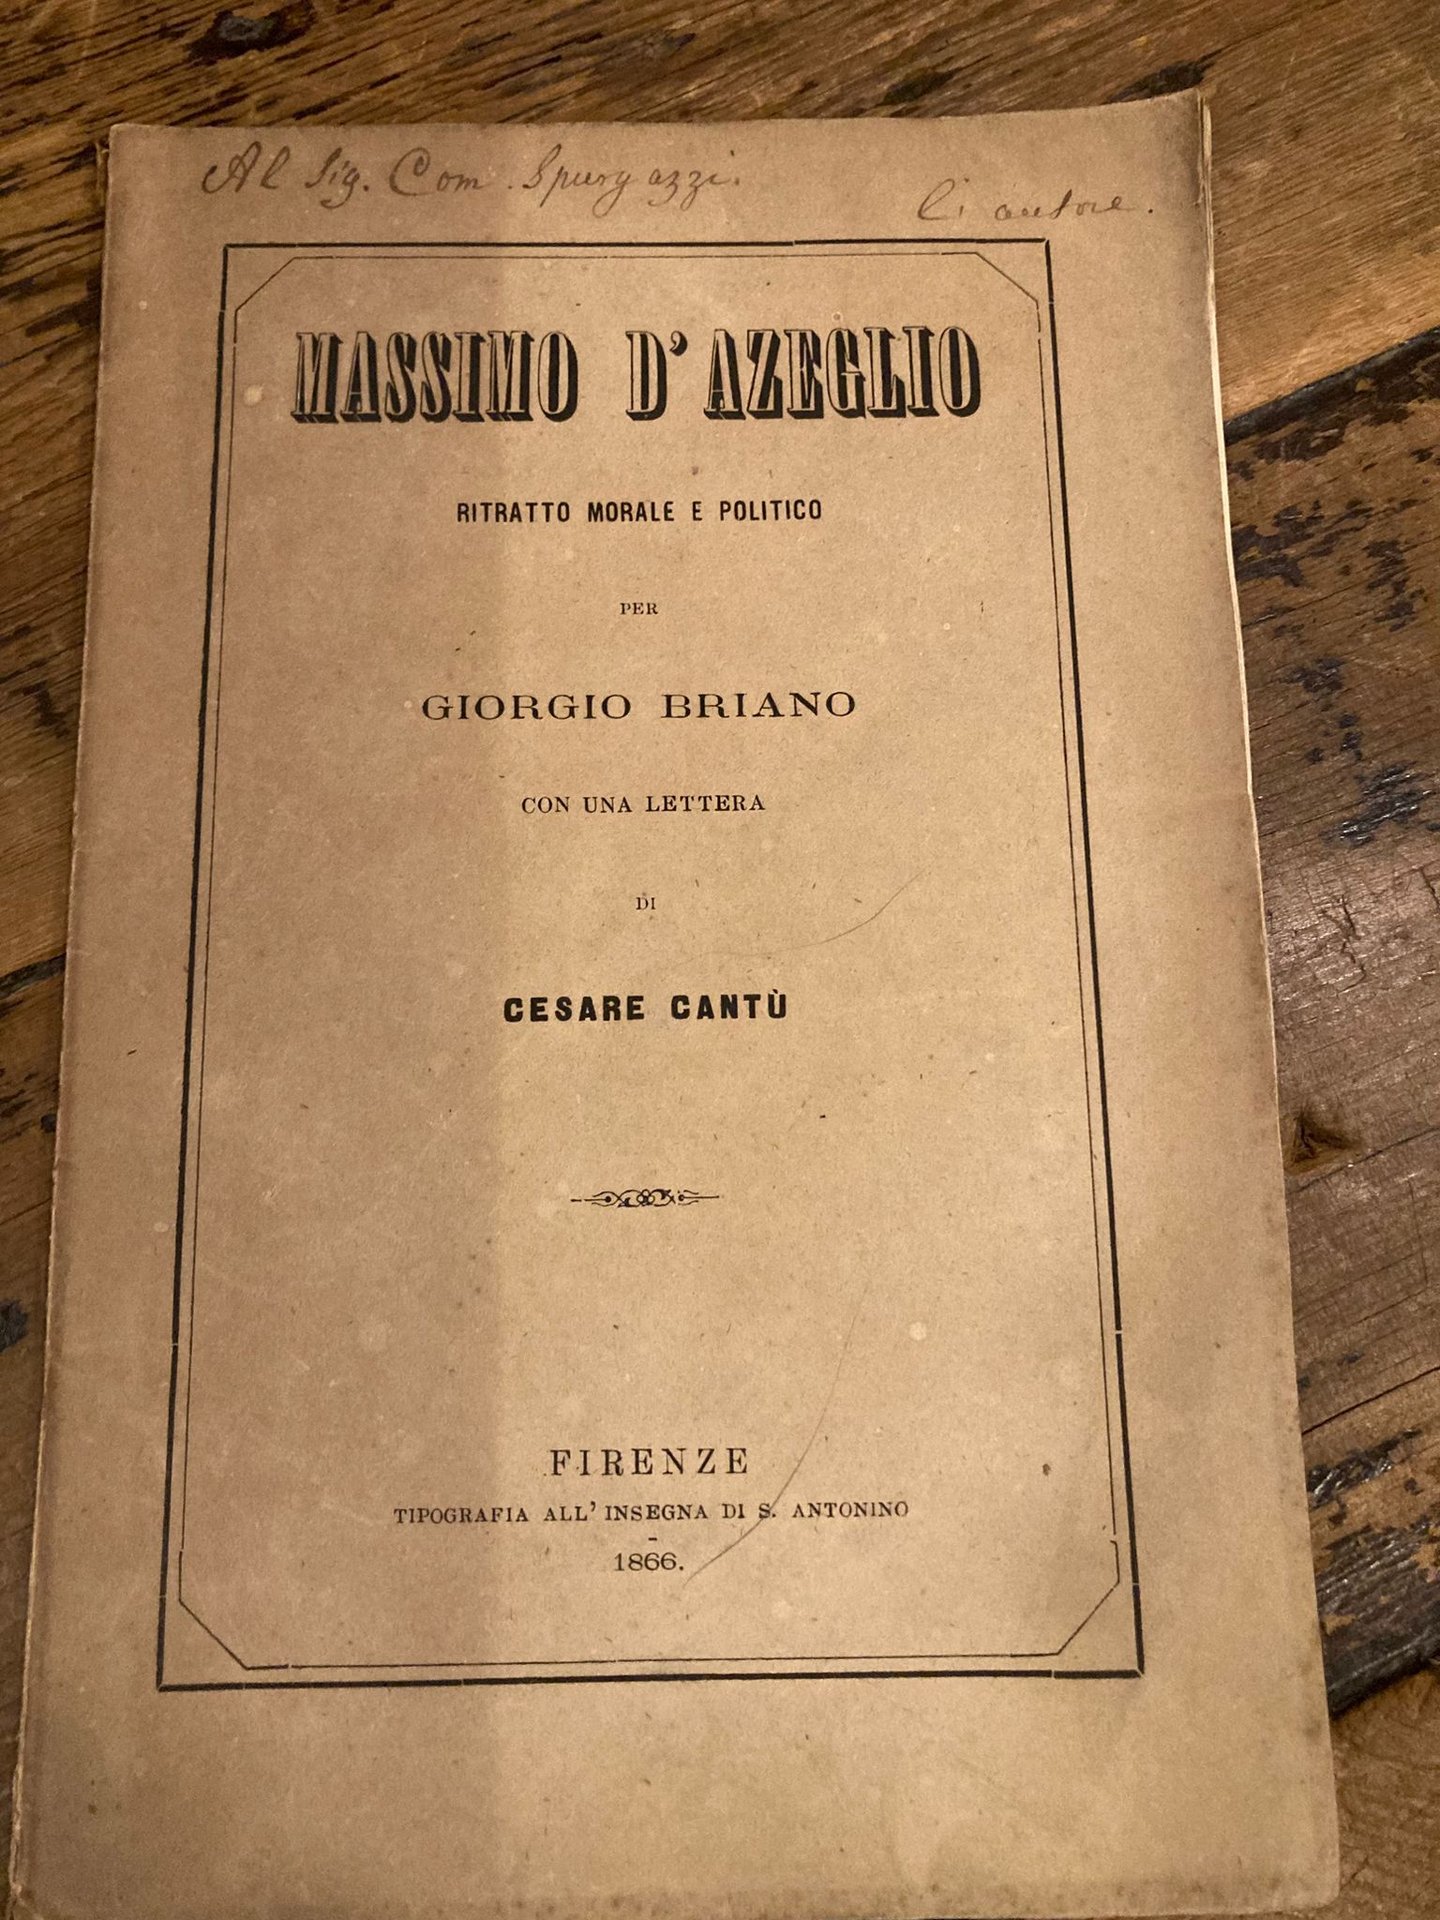 Al Sig. Com. Spurgazzi.
L'autore.
MASSIMO D'AZEGLIO
RITRATTO MORALE E POLITICO
PER
GIORGIO BRIANO
CON UNA LETTERA
DI
CESARE CANTÙ
FIRENZE
TIPOGRAFIA ALL'INSEGNA DI S. ANTONINO
1866.